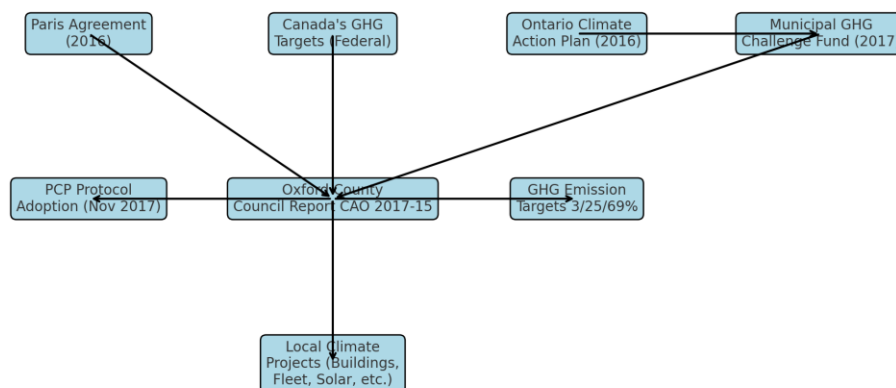 Paris Agreement
(2016)
Canada's GHG
Targets (Federal)
Ontario Climate
Action Plan (2016)
Municipal GHG
Challenge Fund (2017
PCP Protocol
Adoption (Nov 2017)
Oxford County
Council Report CAO 2017-15
GHG Emission
Targets 3/25/69%
Local Climate
Projects (Buildings,
Fleet, Solar, etc.)